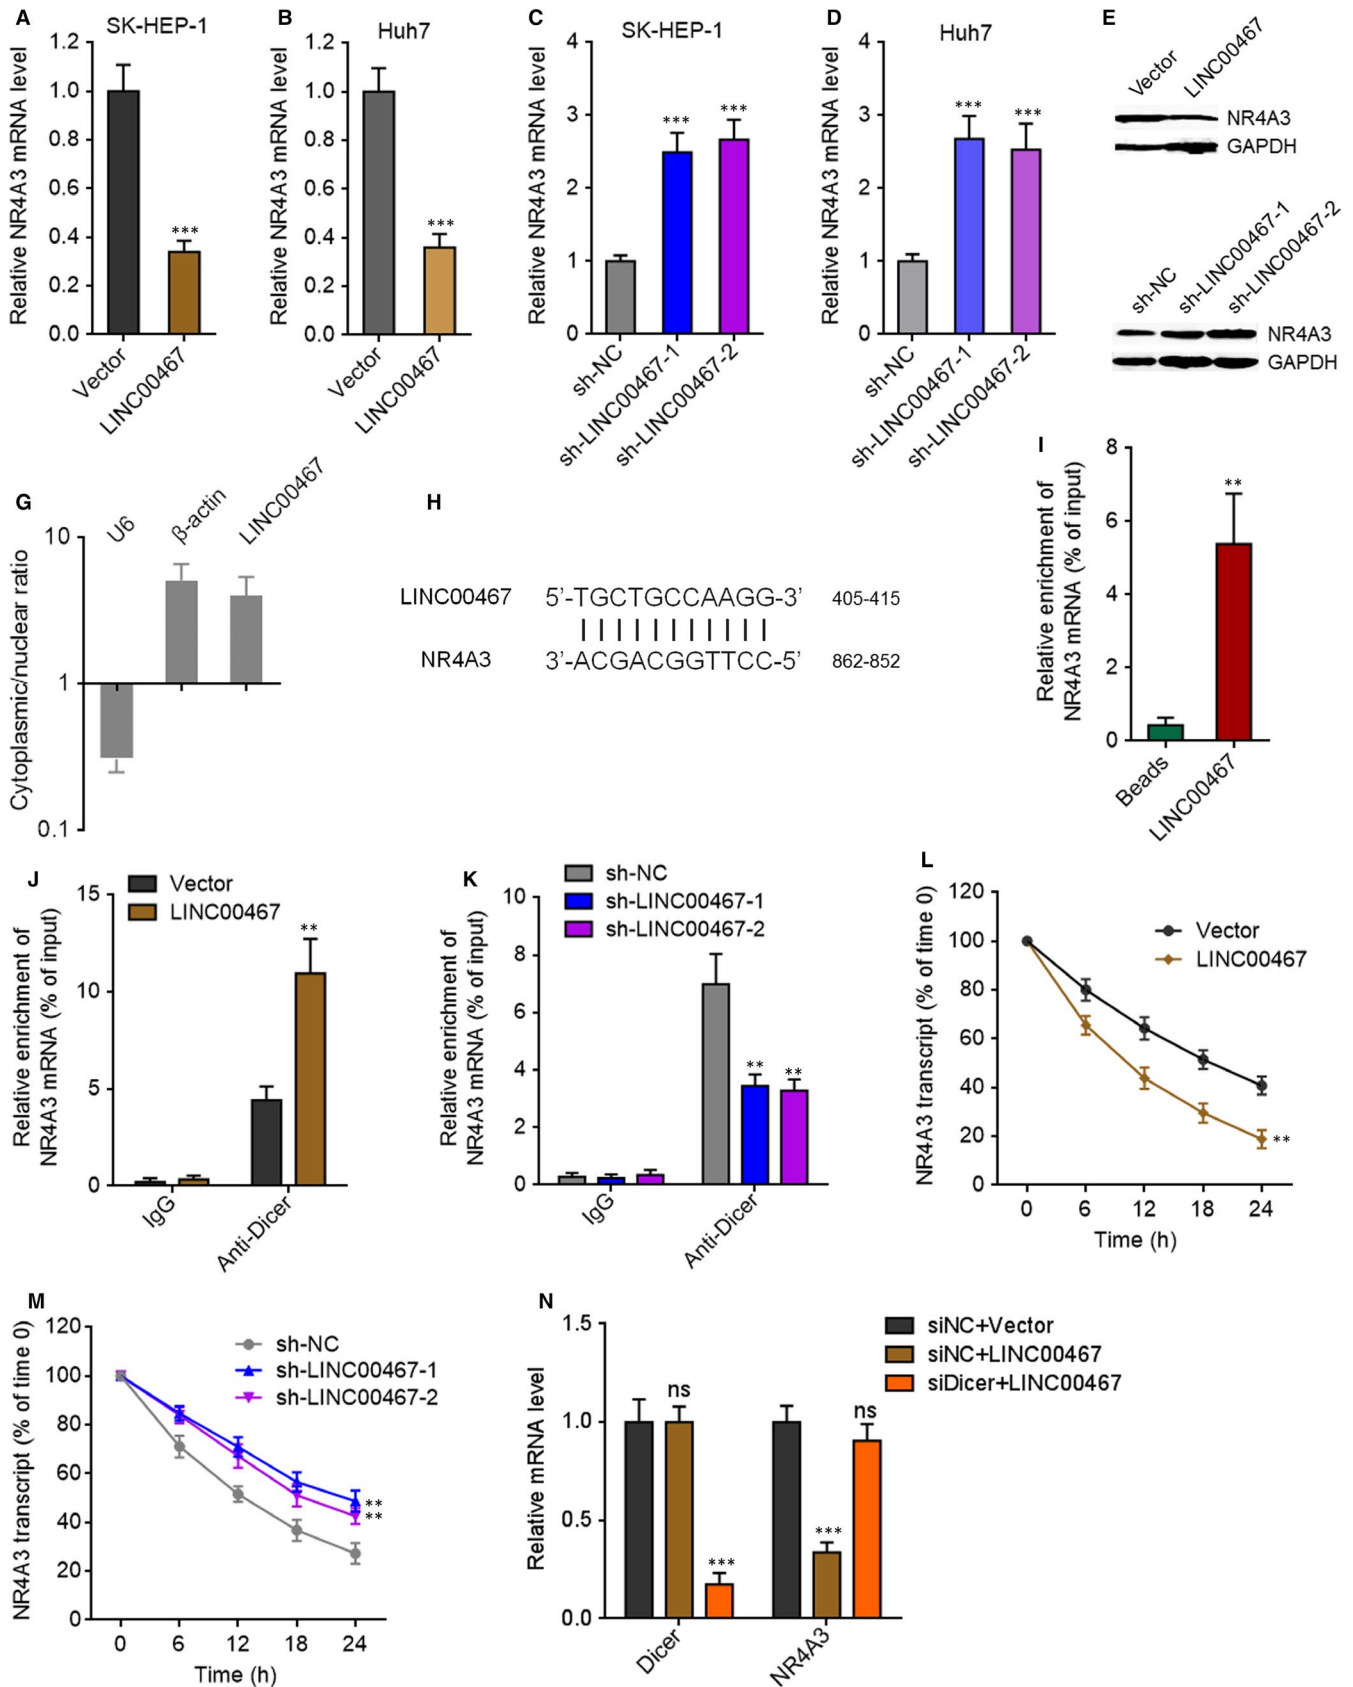 A
SK-HEP-1
Relative NR4A3 mRNA level
1.2
1.0
0.8
0.6
0.4
0.2
0.0
***
Vector
LINC00467
B
Huh7
Relative NR4A3 mRNA level
1.2
1.0
0.8
0.6
0.4
0.2
0.0
***
Vector
LINC00467
C
SK-HEP-1
Relative NR4A3 mRNA level
4
3
2
1
0
***
***
sh-NC
sh-LINC00467-1
sh-LINC00467-2
D
Huh7
Relative NR4A3 mRNA level
4
3
2
1
0
***
***
sh-NC
sh-LINC00467-1
sh-LINC00467-2
E
Vector
LINC00467
NR4A3
GAPDH
sh-NC
sh-LINC00467-1
sh-LINC00467-2
NR4A3
GAPDH
G
Cytoplasmic/nuclear ratio
10
1
0.1
U6
β-actin
LINC00467
H
LINC00467 5’-TGCTGCCAAGG-3’ 405-415
NR4A3 3’-ACGACGGTTCC-5’ 862-852
I
Relative enrichment of
NR4A3 mRNA (% of input)
8
6
4
2
0
**
Beads
LINC00467
J
Vector
LINC00467
Relative enrichment of
NR4A3 mRNA (% of input)
15
10
5
0
**
IgG
Anti-Dicer
K
sh-NC
sh-LINC00467-1
sh-LINC00467-2
Relative enrichment of
NR4A3 mRNA (% of input)
10
8
6
4
2
0
**
**
IgG
Anti-Dicer
L
NR4A3 transcript (% of time 0)
120
100
80
60
40
20
0
Vector
LINC00467
**
0 6 12 18 24
Time (h)
M
NR4A3 transcript (% of time 0)
120
100
80
60
40
20
0
sh-NC
sh-LINC00467-1
sh-LINC00467-2
**
**
0 6 12 18 24
Time (h)
N
Relative mRNA level
1.5
1.0
0.5
0.0
siNC+Vector
siNC+LINC00467
siDicer+LINC00467
ns
***
***
ns
Dicer
NR4A3